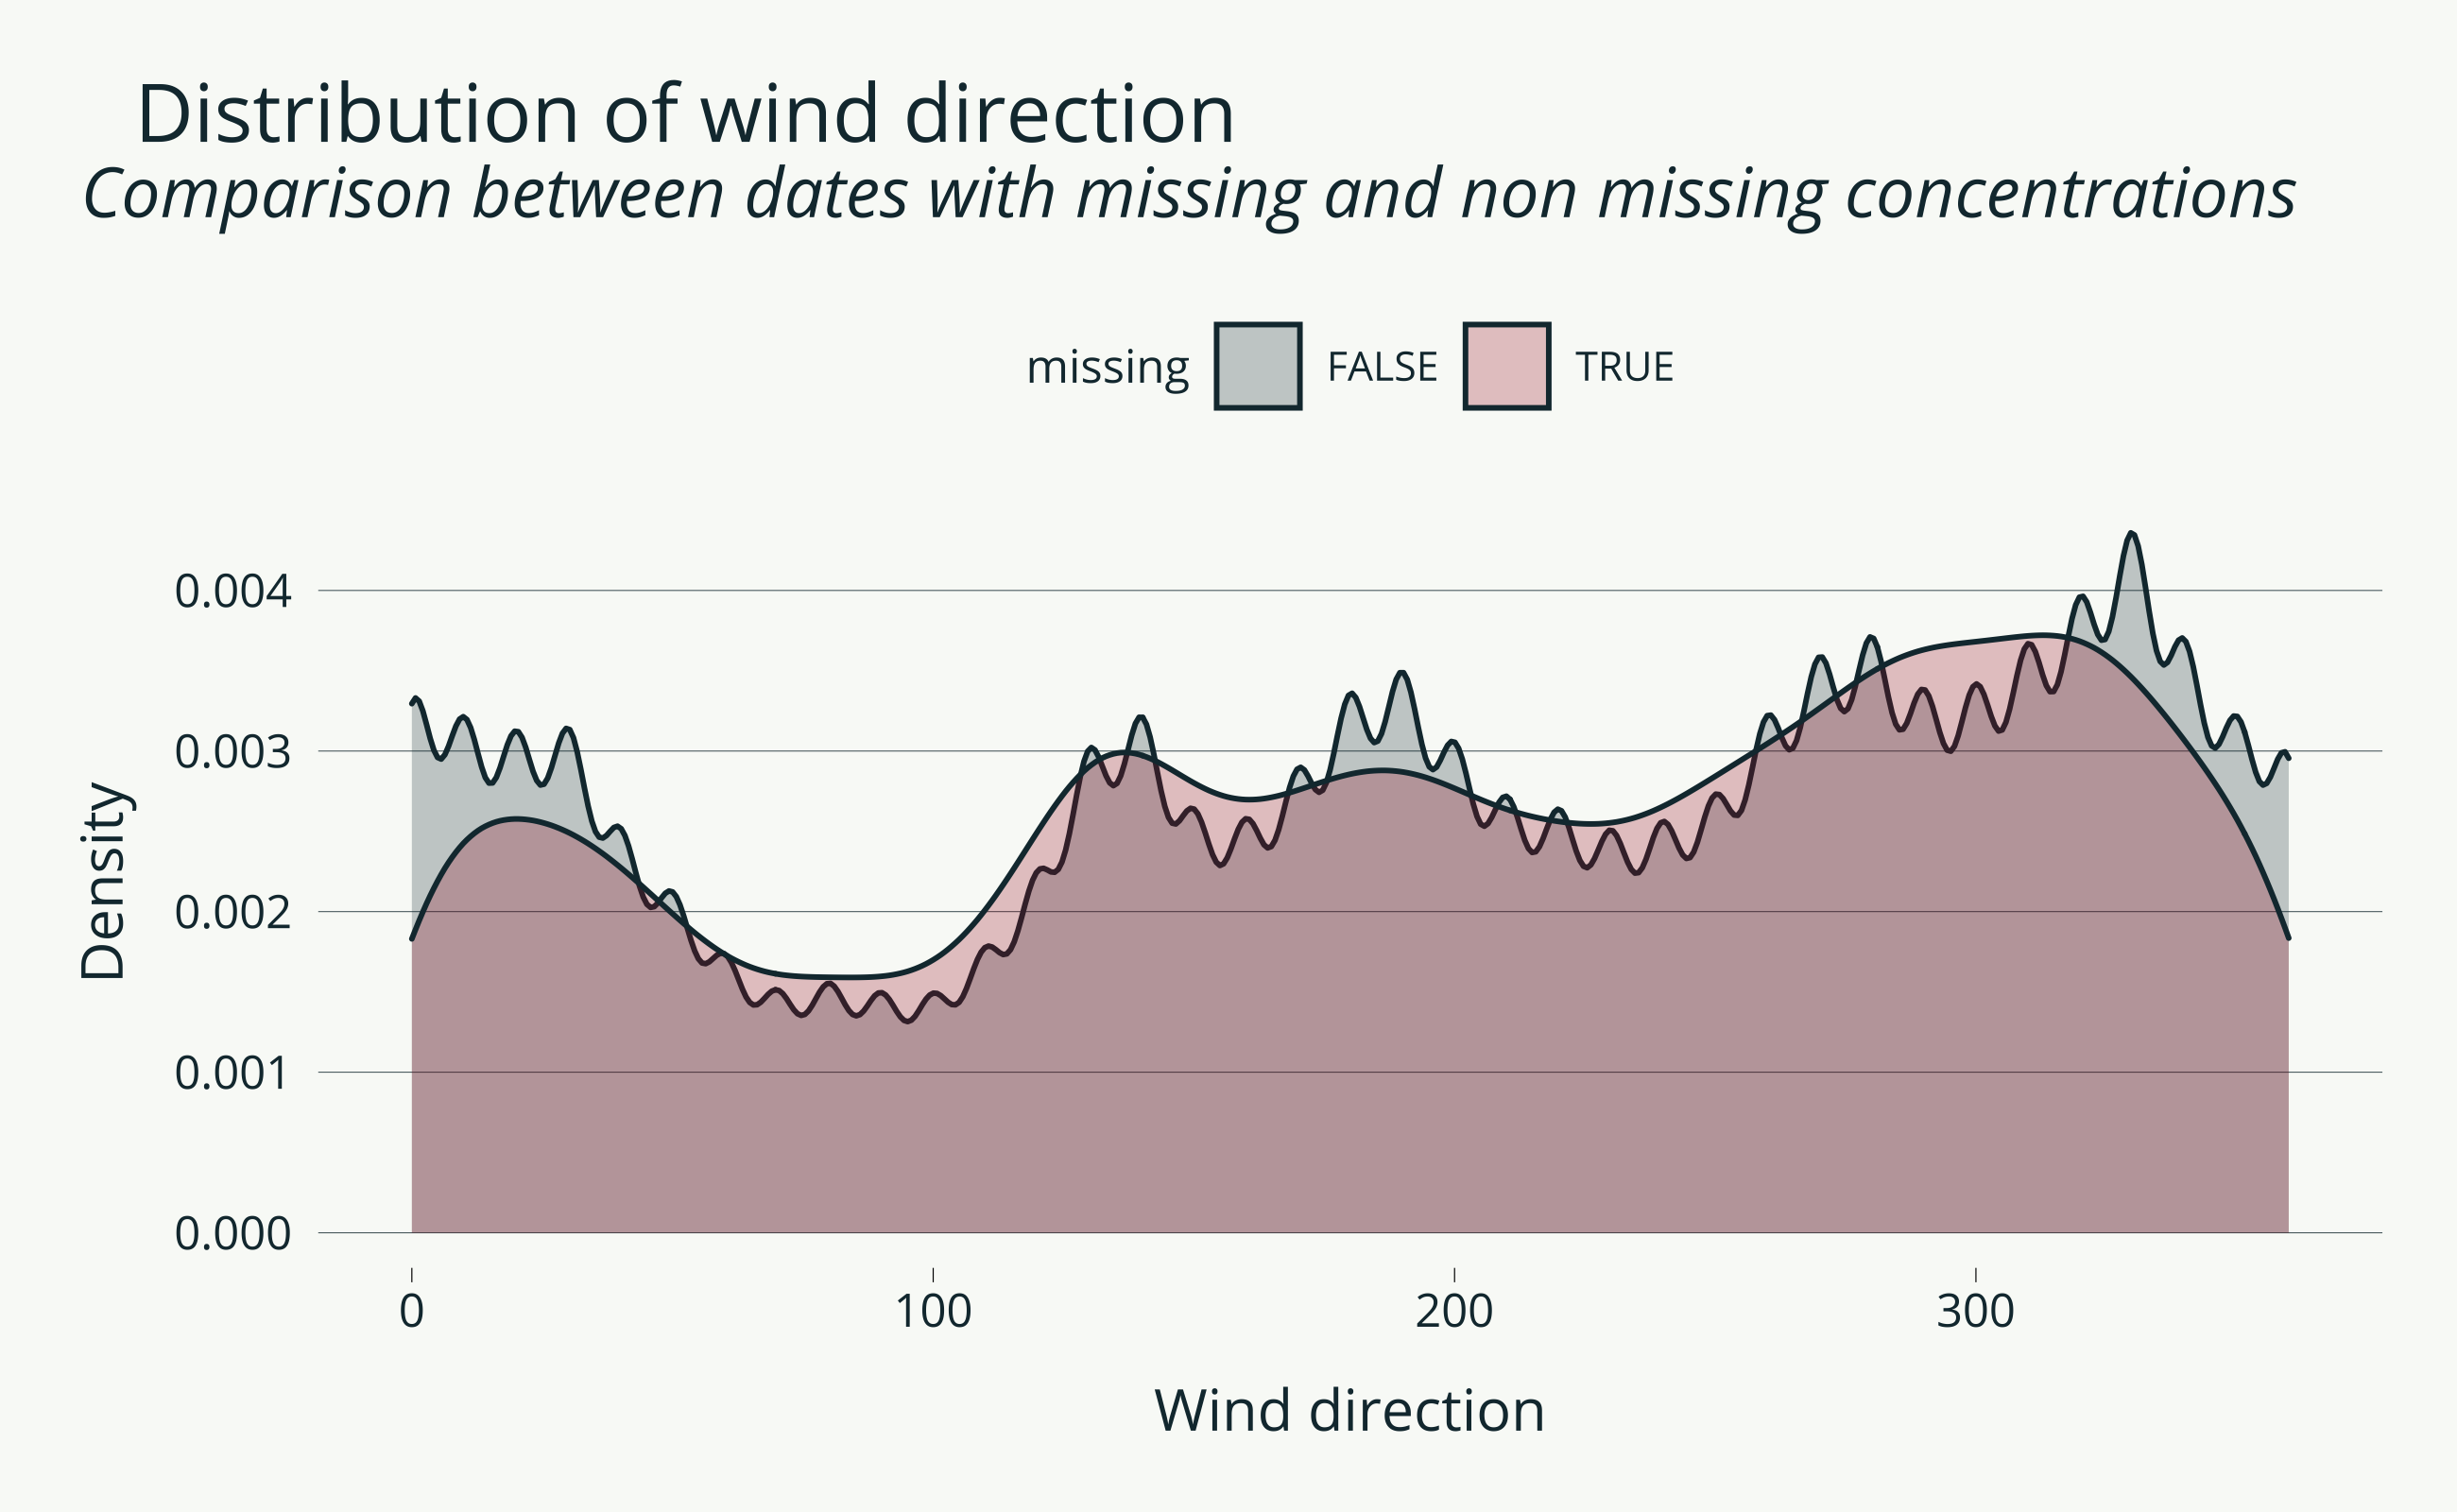 Distribution of wind direction
Comparison between dates with missing and non missing concentrations
missing FALSE TRUE
0.004
0.003
0.002
0.001
0.000
Density
0 100 200 300
Wind direction